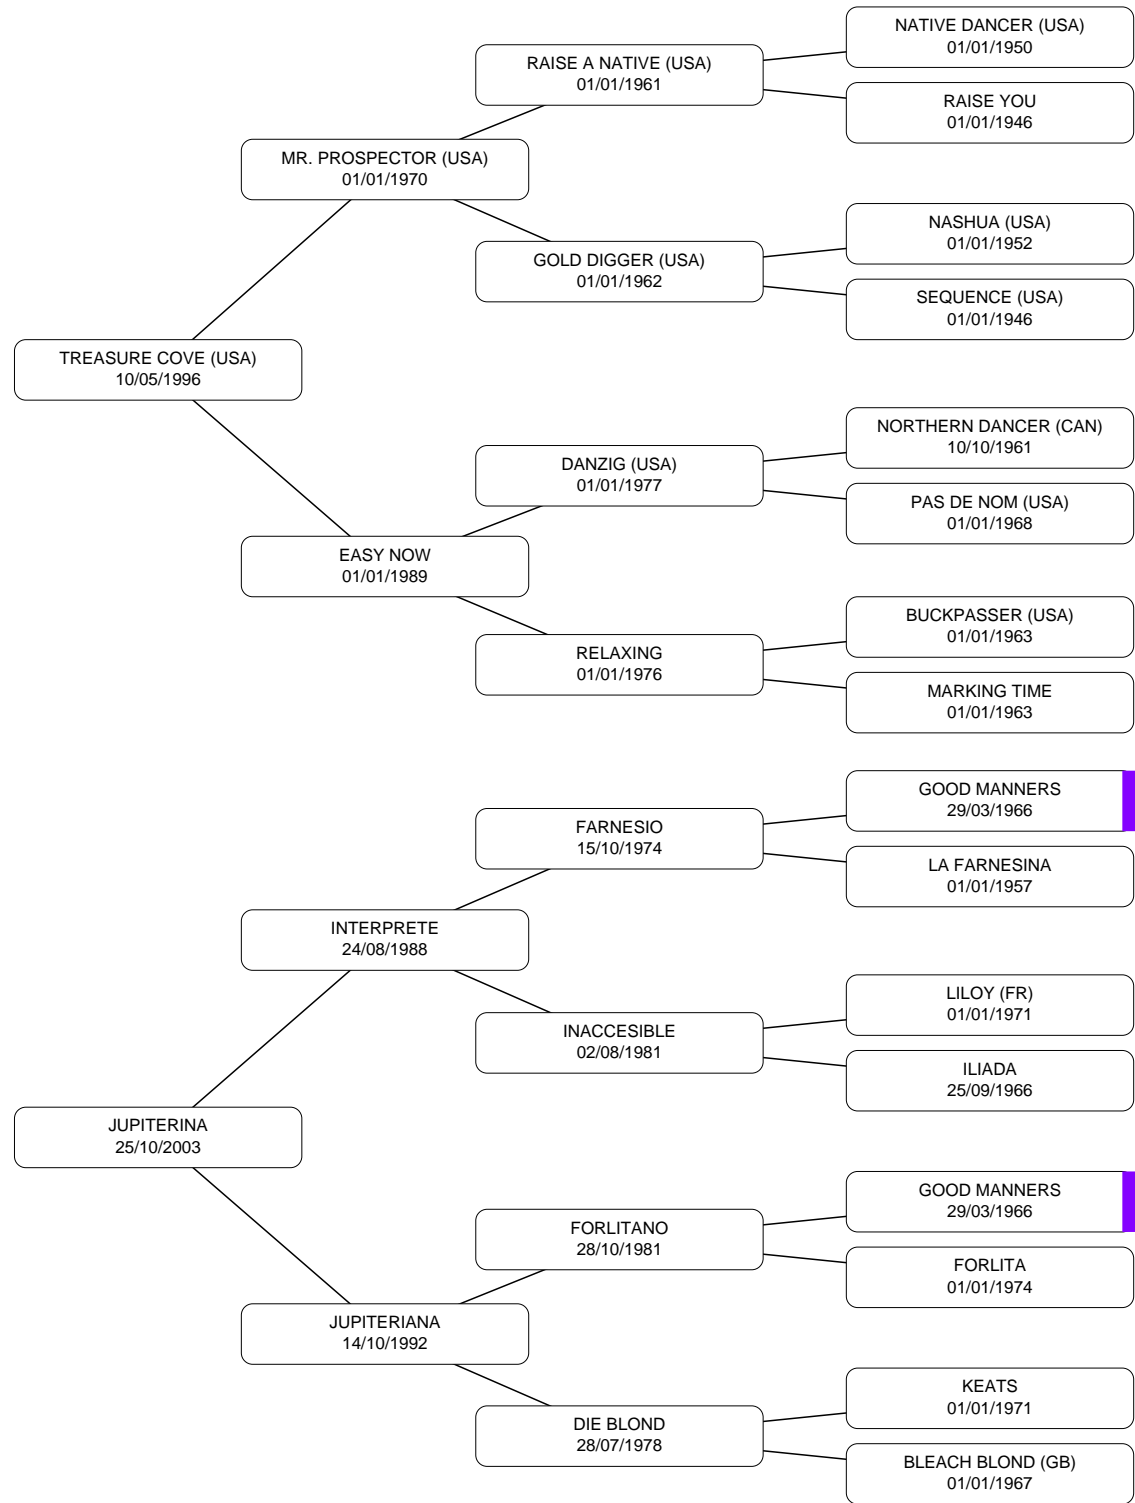 NATIVE DANCER (USA)
01/01/1950
RAISE A NATIVE (USA)
01/01/1961
RAISE YOU
01/01/1946
MR. PROSPECTOR (USA)
01/01/1970
NASHUA (USA)
01/01/1952
GOLD DIGGER (USA)
01/01/1962
SEQUENCE (USA)
01/01/1946
TREASURE COVE (USA)
10/05/1996
NORTHERN DANCER (CAN)
10/10/1961
DANZIG (USA)
01/01/1977
PAS DE NOM (USA)
01/01/1968
EASY NOW
01/01/1989
BUCKPASSER (USA)
01/01/1963
RELAXING
01/01/1976
MARKING TIME
01/01/1963
GOOD MANNERS
29/03/1966
FARNESIO
15/10/1974
LA FARNESINA
01/01/1957
INTERPRETE
24/08/1988
LILOY (FR)
01/01/1971
INACCESIBLE
02/08/1981
ILIADA
25/09/1966
JUPITERINA
25/10/2003
GOOD MANNERS
29/03/1966
FORLITANO
28/10/1981
FORLITA
01/01/1974
JUPITERIANA
14/10/1992
KEATS
01/01/1971
DIE BLOND
28/07/1978
BLEACH BLOND (GB)
01/01/1967